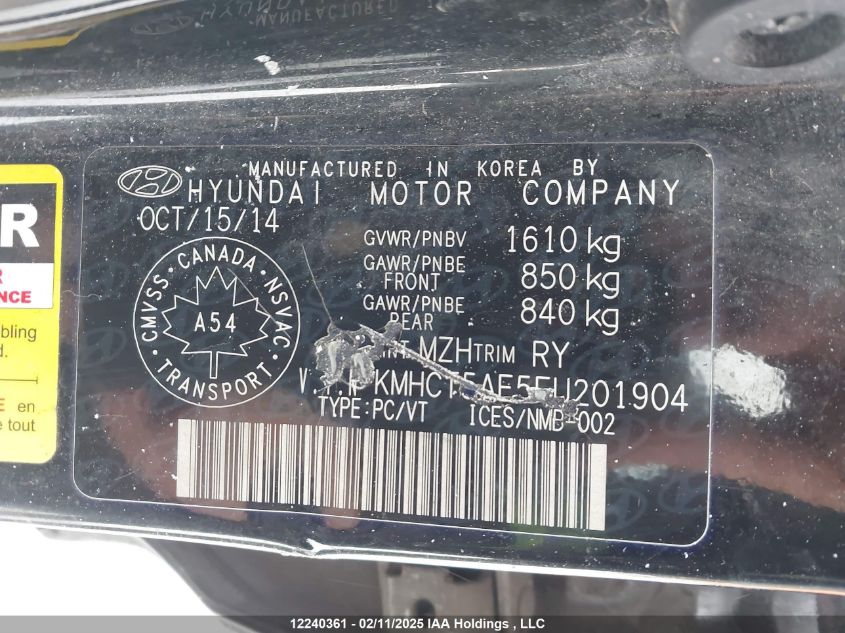 MANUFACTURED IN KOREA BY
HYUNDAI MOTOR COMPANY
OCT/15/14
GVWR/PNBV 1610 kg
GAWR/PNBE FRONT 850 kg
GAWR/PNBE REAR 840 kg
CMVSS · CANADA · NSVAC · TRANSPORT ·
A54
MZH TRIM RY
TYPE:PC/VT ICES/NMB-002
R
R
NCE
bling
d.
E en
e tout
12240361 - 02/11/2025 IAA Holdings , LLC